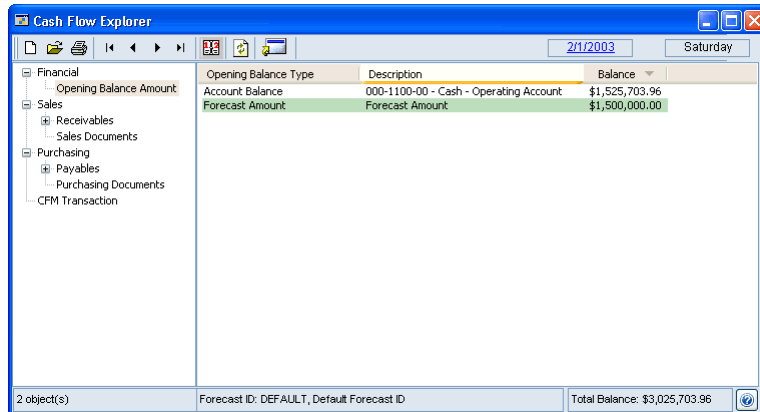 Cash Flow Explorer
2/1/2003 Saturday
Financial
Opening Balance Amount
Sales
Receivables
Sales Documents
Purchasing
Payables
Purchasing Documents
CFM Transaction
Opening Balance Type Description Balance
Account Balance 000-1100-00 - Cash - Operating Account $1,525,703.96
Forecast Amount Forecast Amount $1,500,000.00
2 object(s) Forecast ID: DEFAULT, Default Forecast ID Total Balance: $3,025,703.96